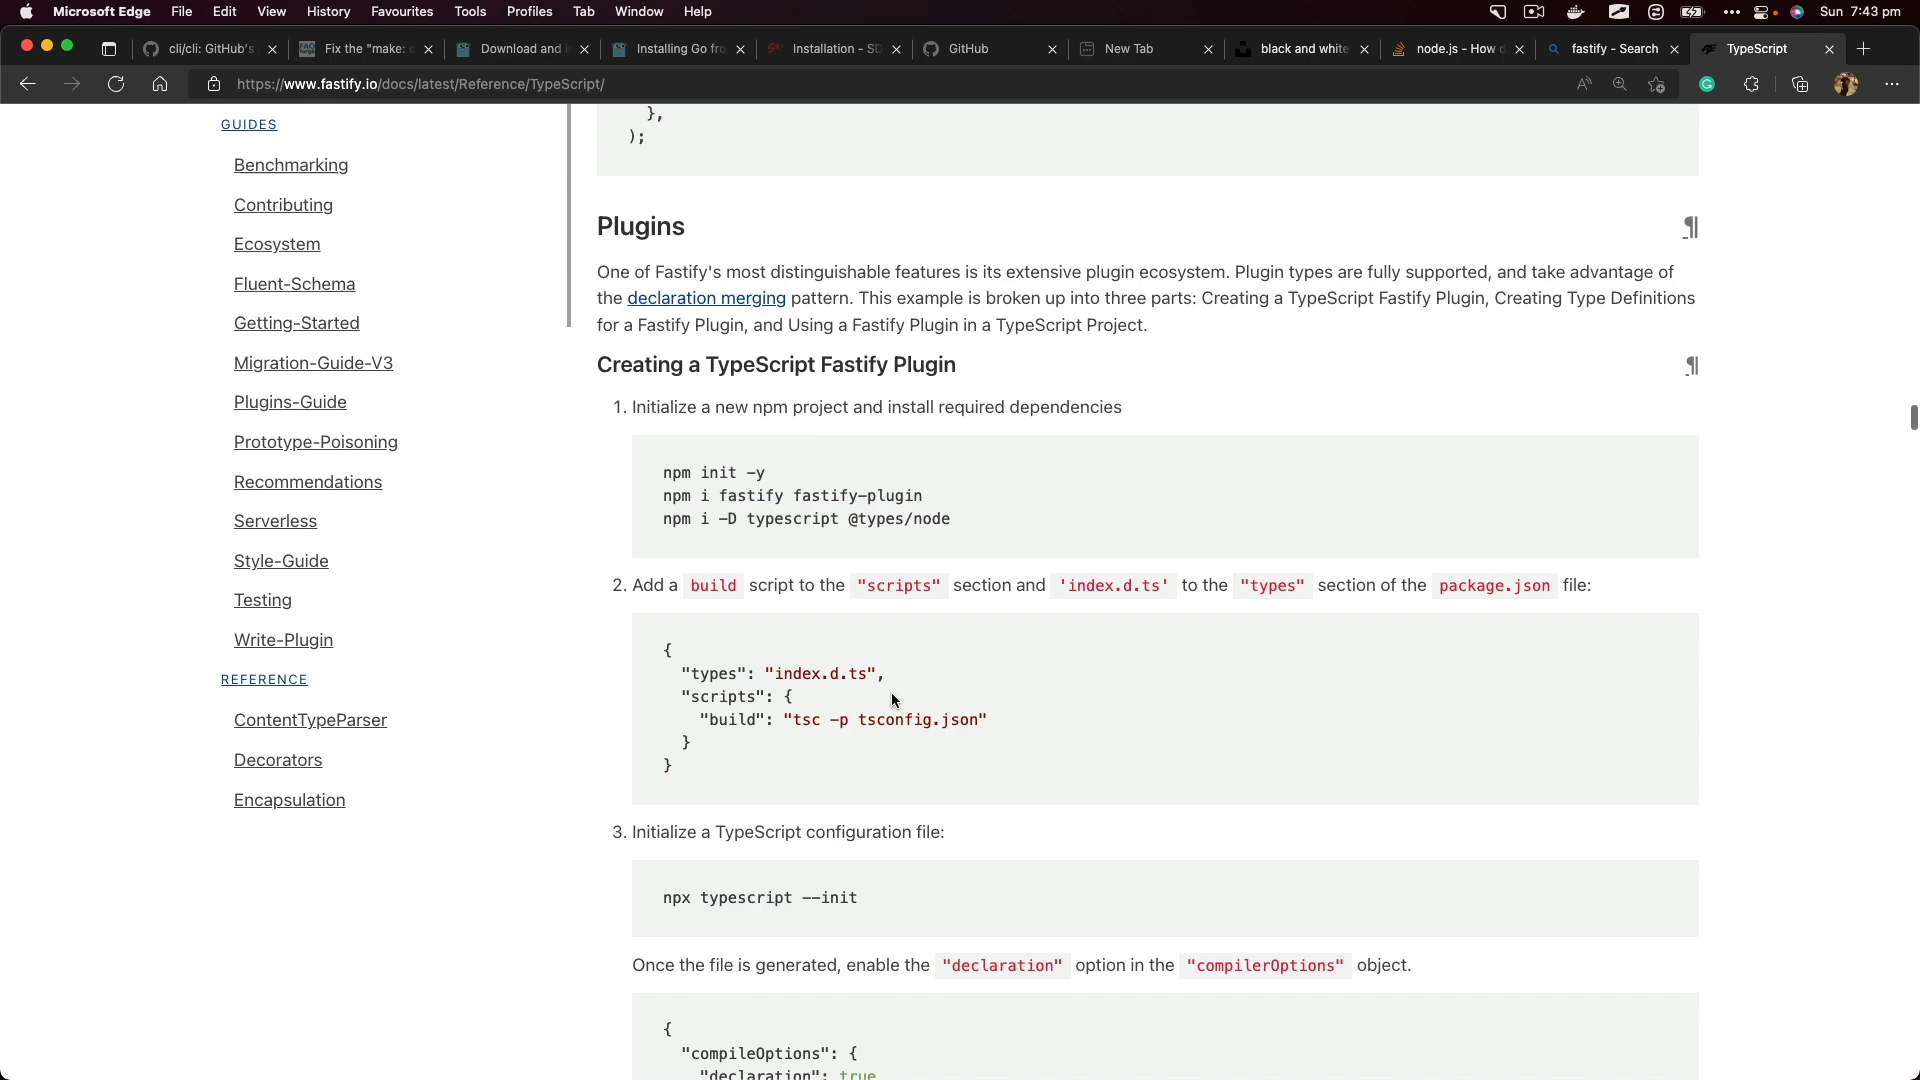 Microsoft Edge File Edit View History Favourites Tools Profiles Tab Window Help Sun 7:43 pm
cli/cli: GitHub's Fix the "make: Download and i Installing Go fro Installation - SD GitHub New Tab black and white node.js - How d fastify - Search TypeScript
https://www.fastify.io/docs/latest/Reference/TypeScript/
GUIDES
Benchmarking
Contributing
Ecosystem
Fluent-Schema
Getting-Started
Migration-Guide-V3
Plugins-Guide
Prototype-Poisoning
Recommendations
Serverless
Style-Guide
Testing
Write-Plugin
REFERENCE
ContentTypeParser
Decorators
Encapsulation
},
);
Plugins ¶
One of Fastify's most distinguishable features is its extensive plugin ecosystem. Plugin types are fully supported, and take advantage of
the declaration merging pattern. This example is broken up into three parts: Creating a TypeScript Fastify Plugin, Creating Type Definitions
for a Fastify Plugin, and Using a Fastify Plugin in a TypeScript Project.
Creating a TypeScript Fastify Plugin ¶
1. Initialize a new npm project and install required dependencies
npm init -y
npm i fastify fastify-plugin
npm i -D typescript @types/node
2. Add a build script to the "scripts" section and 'index.d.ts' to the "types" section of the package.json file:
{
"types": "index.d.ts",
"scripts": {
"build": "tsc -p tsconfig.json"
}
}
3. Initialize a TypeScript configuration file:
npx typescript --init
Once the file is generated, enable the "declaration" option in the "compilerOptions" object.
{
"compileOptions": {
"declaration": true